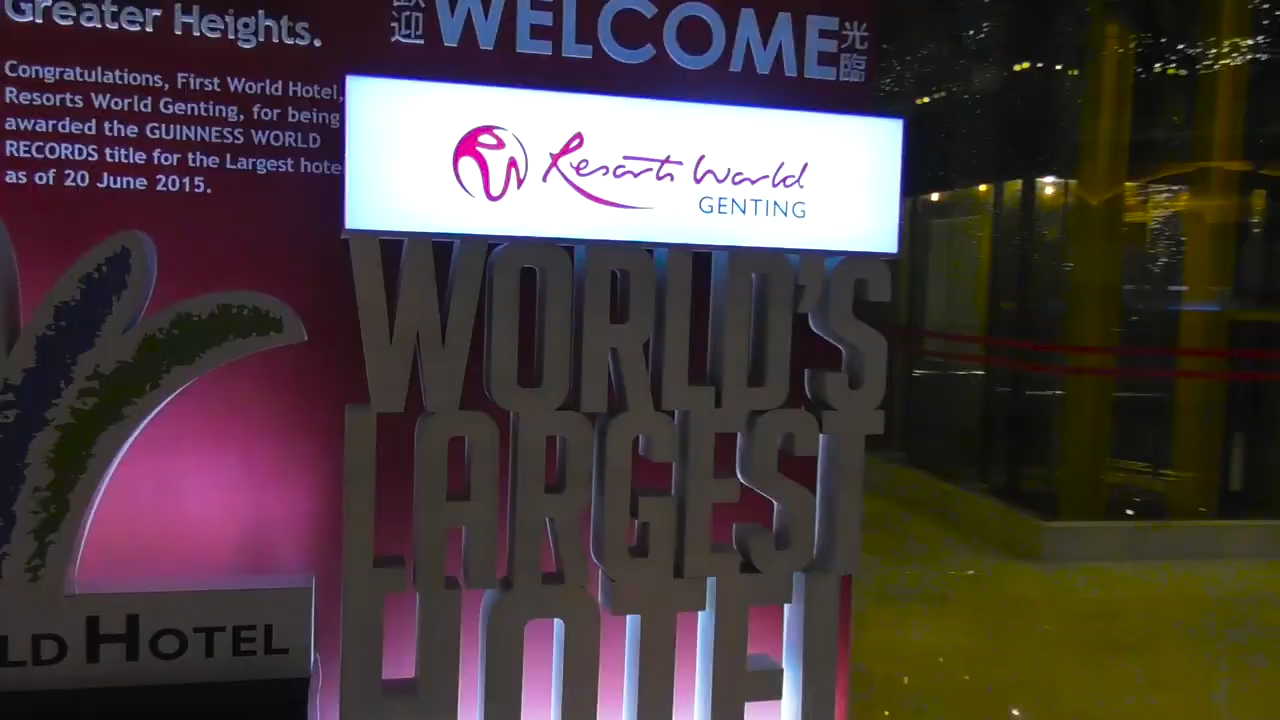 Greater Heights.
Congratulations, First World Hotel,
Resorts World Genting, for being
awarded the GUINNESS WORLD
RECORDS title for the Largest hote
as of 20 June 2015.
歡迎 WELCOME 光臨
Resorts World
GENTING
WORLD'S
LARGEST
HOTEL
LD HOTEL